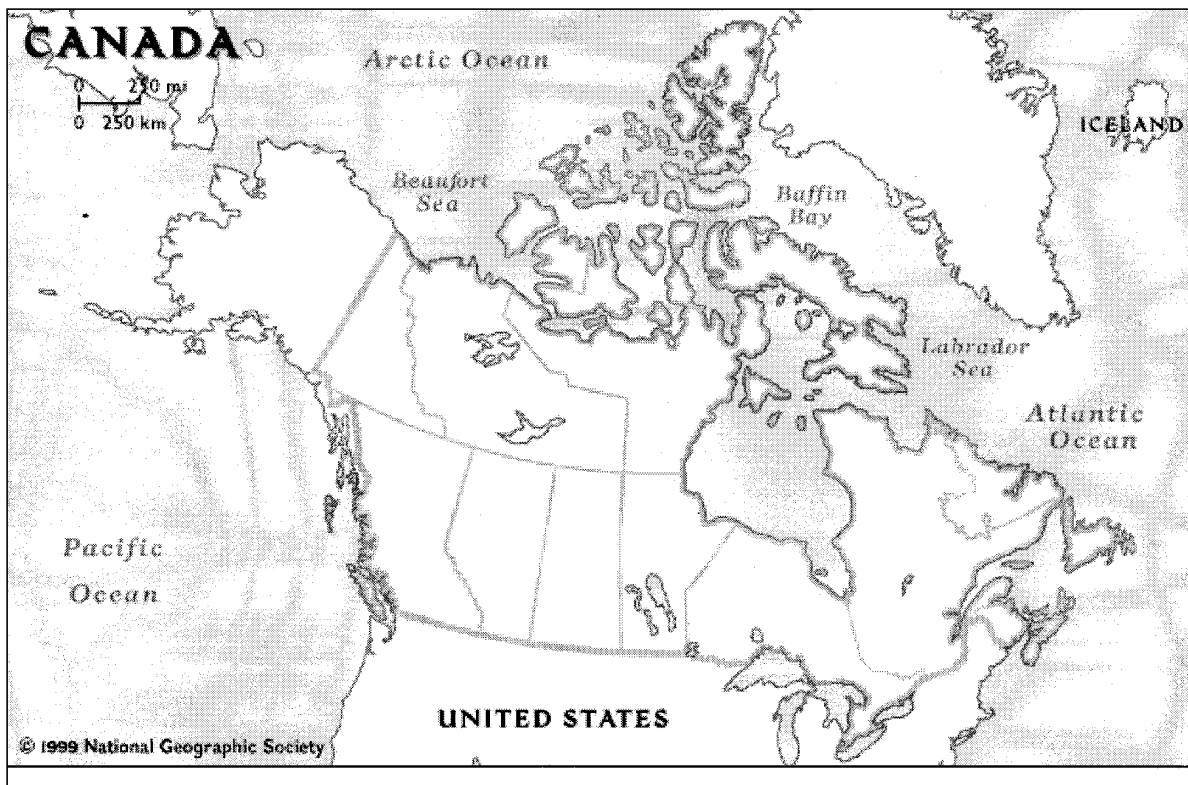 CANADA
0 250 mi
0 250 km
Arctic Ocean
ICELAND
Beaufort
Sea
Baffin
Bay
Labrador
Sea
Atlantic
Ocean
Pacific
Ocean
UNITED STATES
© 1999 National Geographic Society